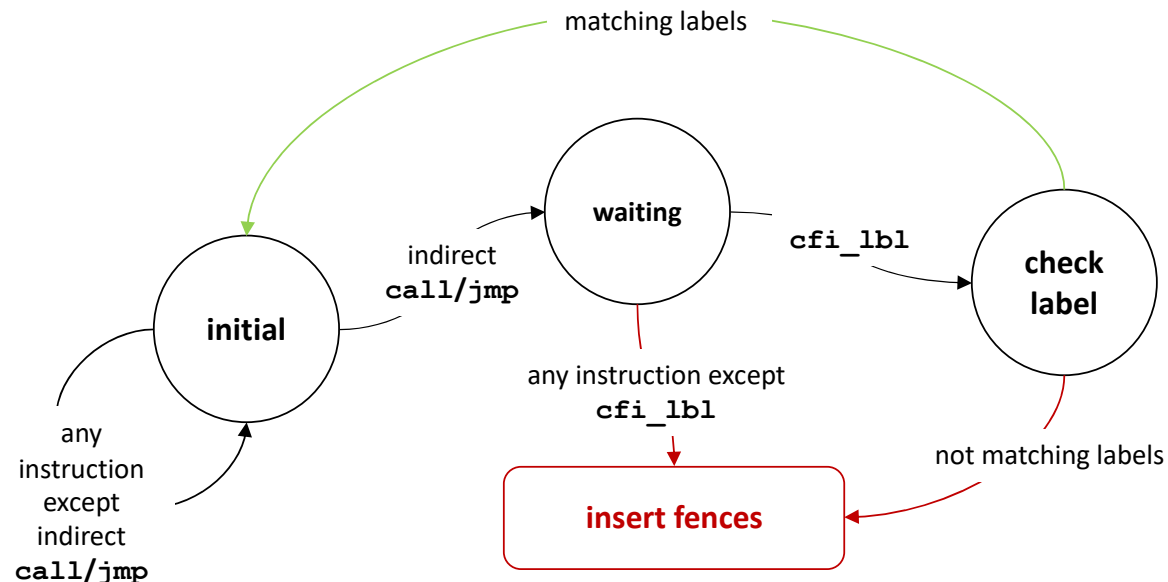 matching labels
waiting
cfi_lbl
indirect
call/jmp
check
label
initial
any instruction except
cfi_lbl
any
instruction
except
indirect
call/jmp
not matching labels
insert fences